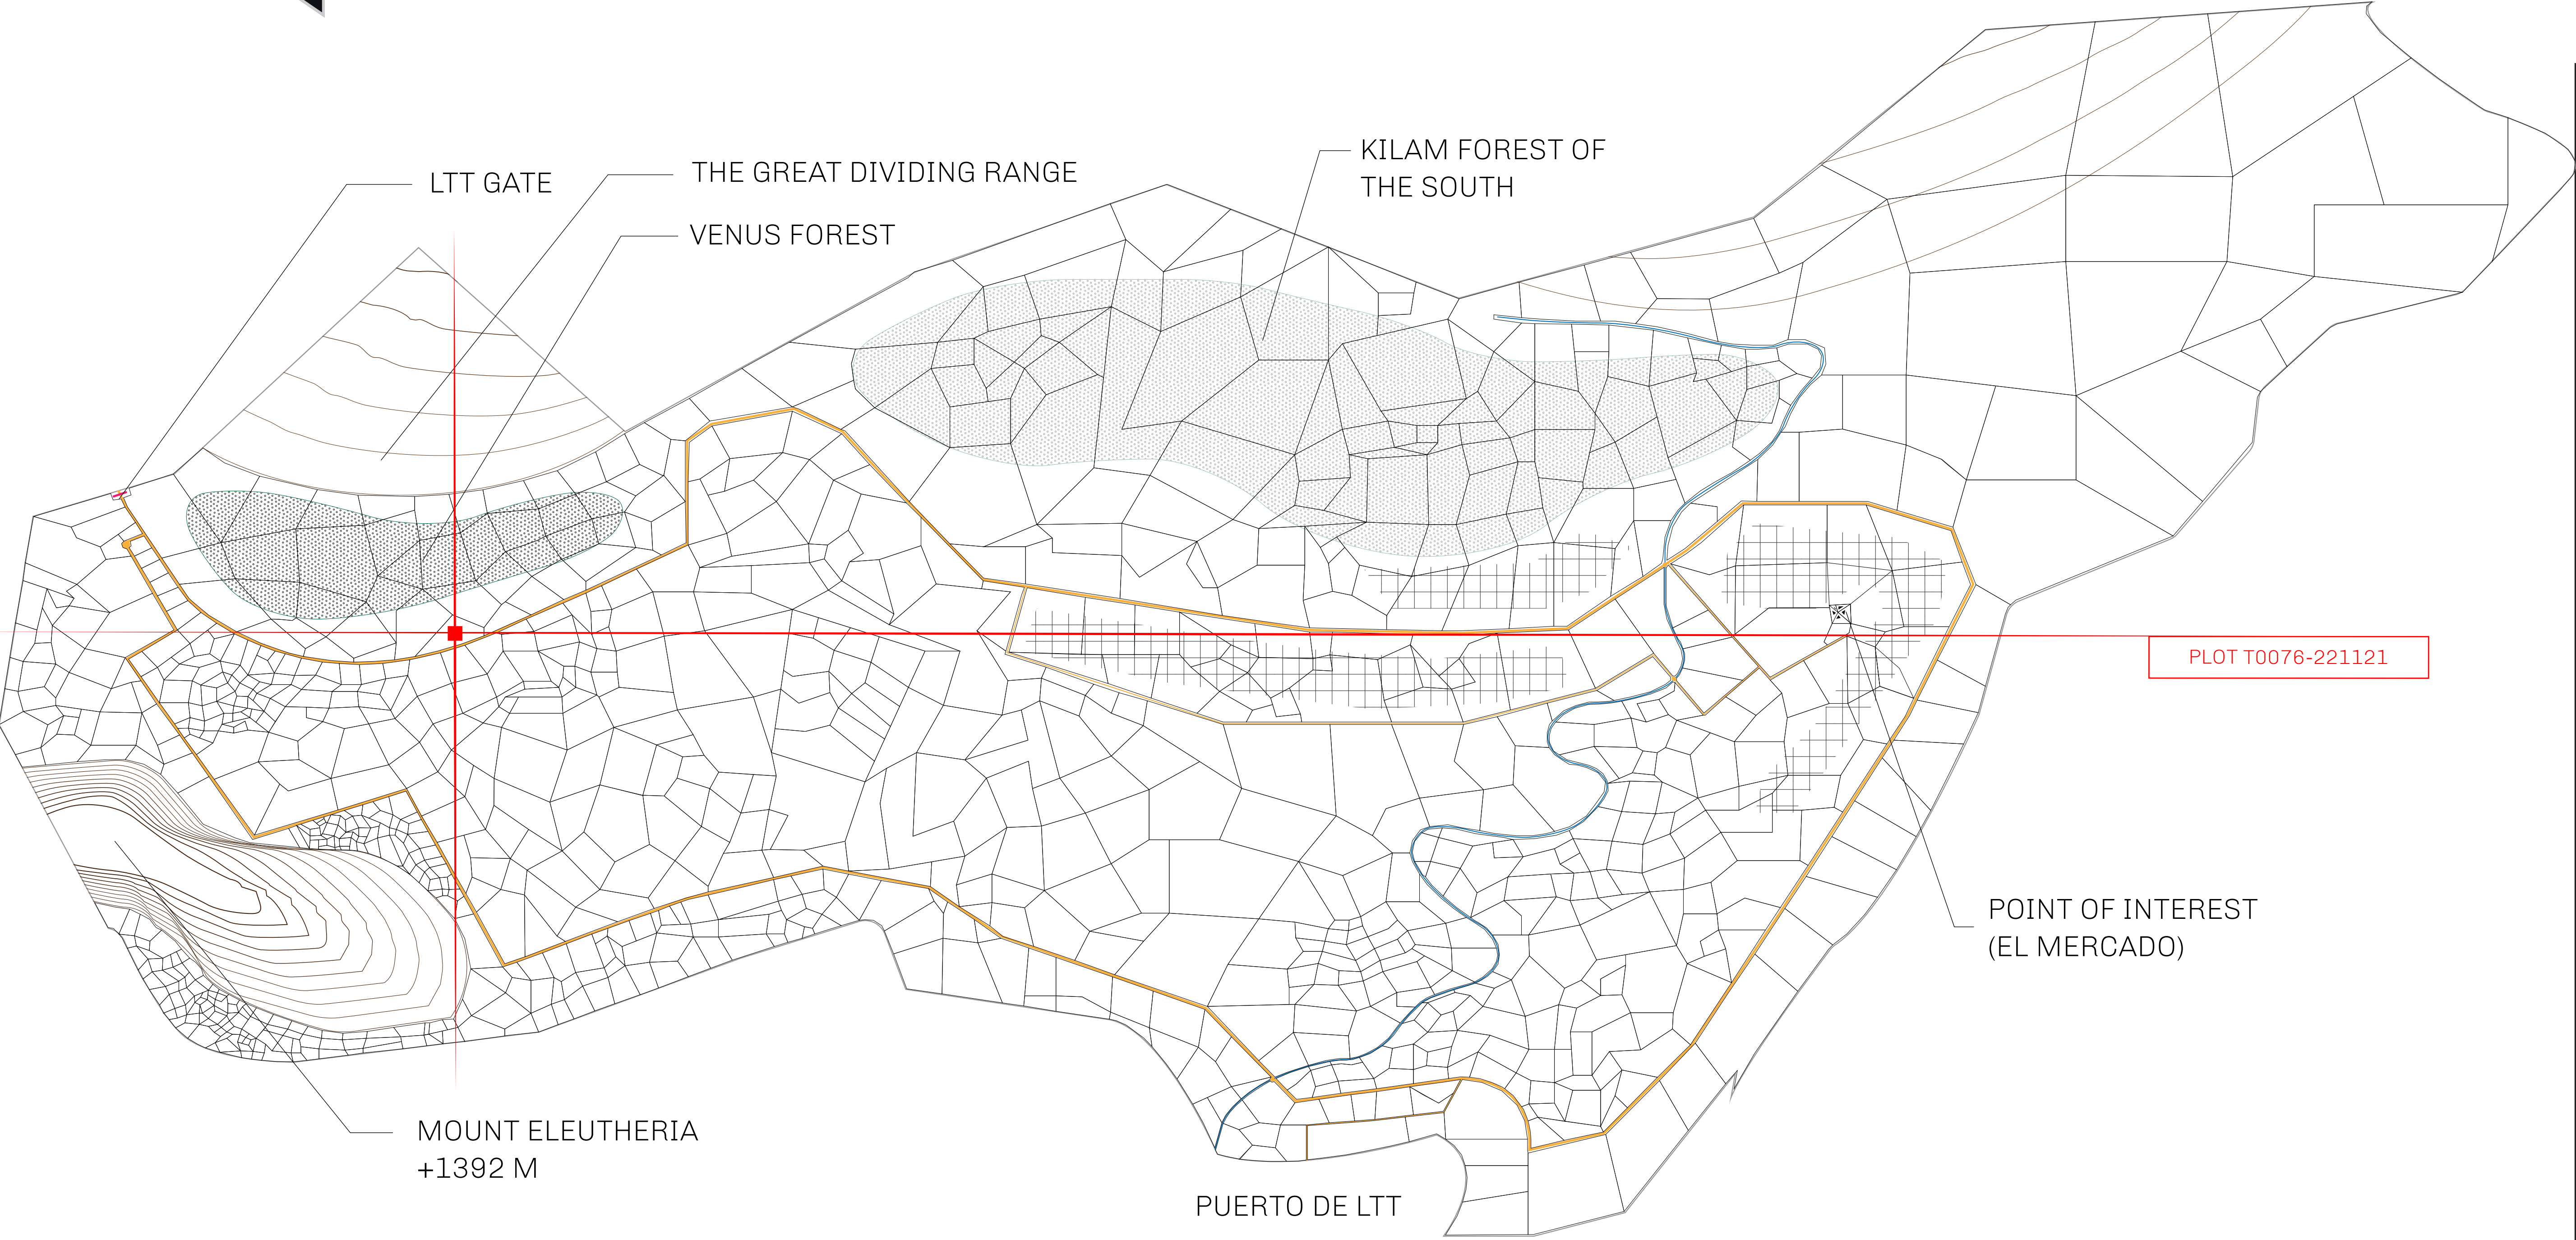 KILAM FOREST OF
THE SOUTH
LTT GATE
THE GREAT DIVIDING RANGE
VENUS FOREST
PLOT T0076-221121
POINT OF INTEREST
(EL MERCADO)
MOUNT ELEUTHERIA
+1392 M
PUERTO DE LTT